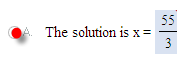 A. The solution is x = 55/3